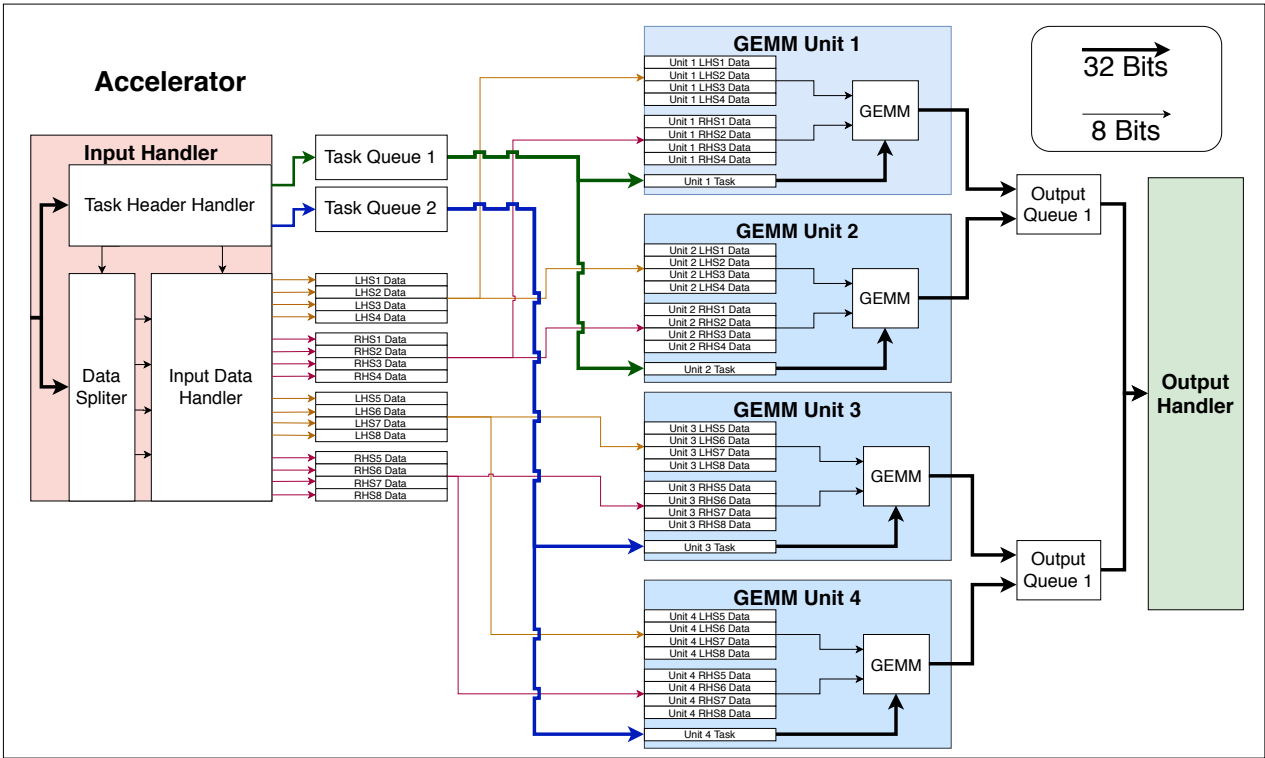 Accelerator
Input Handler
Task Header Handler
Data
Spliter
Input Data
Handler
Task Queue 1
Task Queue 2
LHS1 Data
LHS2 Data
LHS3 Data
LHS4 Data
RHS1 Data
RHS2 Data
RHS3 Data
RHS4 Data
LHS5 Data
LHS6 Data
LHS7 Data
LHS8 Data
RHS5 Data
RHS6 Data
RHS7 Data
RHS8 Data
GEMM Unit 1
Unit 1 LHS1 Data
Unit 1 LHS2 Data
Unit 1 LHS3 Data
Unit 1 LHS4 Data
Unit 1 RHS1 Data
Unit 1 RHS2 Data
Unit 1 RHS3 Data
Unit 1 RHS4 Data
Unit 1 Task
GEMM
GEMM Unit 2
Unit 2 LHS1 Data
Unit 2 LHS2 Data
Unit 2 LHS3 Data
Unit 2 LHS4 Data
Unit 2 RHS1 Data
Unit 2 RHS2 Data
Unit 2 RHS3 Data
Unit 2 RHS4 Data
Unit 2 Task
GEMM
GEMM Unit 3
Unit 3 LHS5 Data
Unit 3 LHS6 Data
Unit 3 LHS7 Data
Unit 3 LHS8 Data
Unit 3 RHS5 Data
Unit 3 RHS6 Data
Unit 3 RHS7 Data
Unit 3 RHS8 Data
Unit 3 Task
GEMM
GEMM Unit 4
Unit 4 LHS5 Data
Unit 4 LHS6 Data
Unit 4 LHS7 Data
Unit 4 LHS8 Data
Unit 4 RHS5 Data
Unit 4 RHS6 Data
Unit 4 RHS7 Data
Unit 4 RHS8 Data
Unit 4 Task
GEMM
32 Bits
8 Bits
Output
Queue 1
Output
Queue 1
Output
Handler